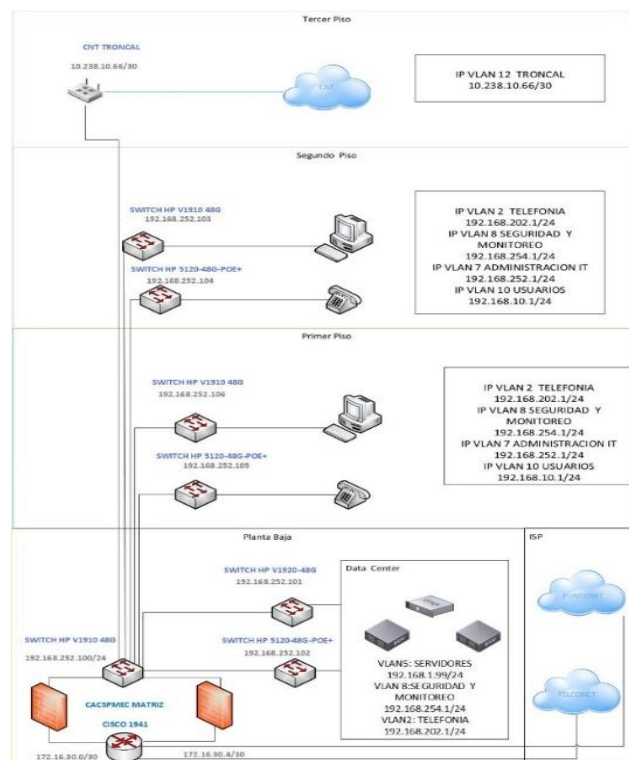 Tercer Piso
CNT TRONCAL
10.238.10.66/30
CNT
IP VLAN 12 TRONCAL
10.238.10.66/30
Segundo Piso
SWITCH HP V1910 48G
192.168.252.103
SWITCH HP 5120-48G-POE+
192.168.252.104
IP VLAN 2 TELEFONIA
192.168.202.1/24
IP VLAN 8 SEGURIDAD Y
MONITOREO
192.168.254.1/24
IP VLAN 7 ADMINISTRACION IT
192.168.252.1/24
IP VLAN 10 USUARIOS
192.168.10.1/24
Primer Piso
SWITCH HP V1910 48G
192.168.252.106
SWITCH HP 5120-48G-POE+
192.168.252.105
IP VLAN 2 TELEFONIA
192.168.202.1/24
IP VLAN 8 SEGURIDAD Y
MONITOREO
192.168.254.1/24
IP VLAN 7 ADMINISTRACION IT
192.168.252.1/24
IP VLAN 10 USUARIOS
192.168.10.1/24
Planta Baja
SWITCH HP V1920-48G
192.168.252.101
SWITCH HP 5120-48G-POE+
192.168.252.102
SWITCH HP V1910 48G
192.168.252.100/24
CACSPMEC MATRIZ
CISCO 1941
172.16.30.0/30
172.16.30.4/30
Data Center
VLAN5: SERVIDORES
192.168.1.99/24
VLAN 8:SEGURIDAD Y
MONITOREO
192.168.254.1/24
VLAN2: TELEFONIA
192.168.202.1/24
ISP
PUNTONET
TELCONET